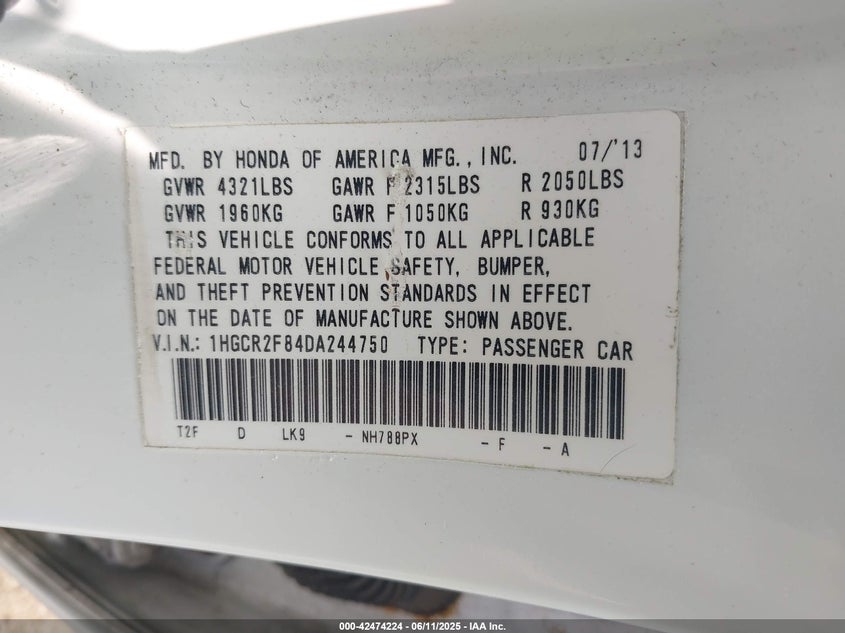 MFD. BY HONDA OF AMERICA MFG., INC. 07/'13
GVWR 4321LBS GAWR F 2315LBS R 2050LBS
GVWR 1960KG GAWR F 1050KG R 930KG
THIS VEHICLE CONFORMS TO ALL APPLICABLE
FEDERAL MOTOR VEHICLE SAFETY, BUMPER,
AND THEFT PREVENTION STANDARDS IN EFFECT
ON THE DATE OF MANUFACTURE SHOWN ABOVE.
V.I.N.: 1HGCR2F84DA244750 TYPE: PASSENGER CAR
T2F D LK9 - NH788PX - F - A
000-42474224 | 06/11/2025 - IAA Inc.